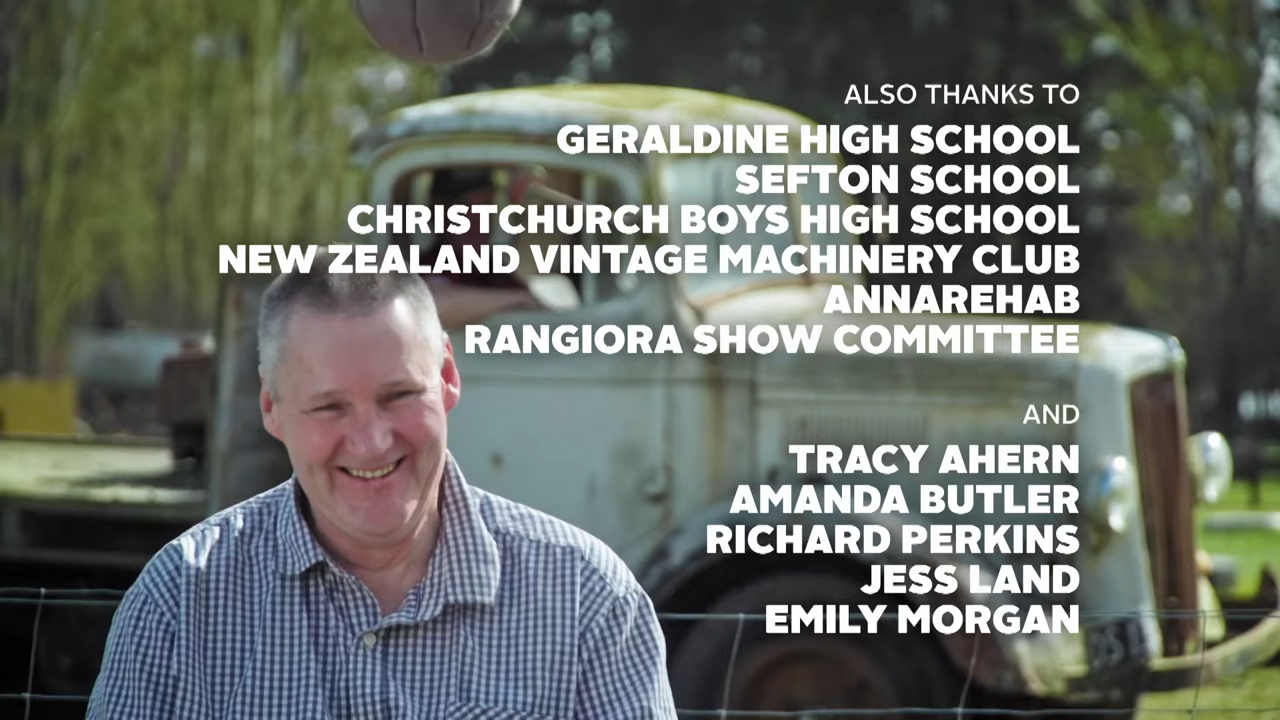 ALSO THANKS TO
GERALDINE HIGH SCHOOL
SEFTON SCHOOL
CHRISTCHURCH BOYS HIGH SCHOOL
NEW ZEALAND VINTAGE MACHINERY CLUB
ANNAREHAB
RANGIORA SHOW COMMITTEE
AND
TRACY AHERN
AMANDA BUTLER
RICHARD PERKINS
JESS LAND
EMILY MORGAN